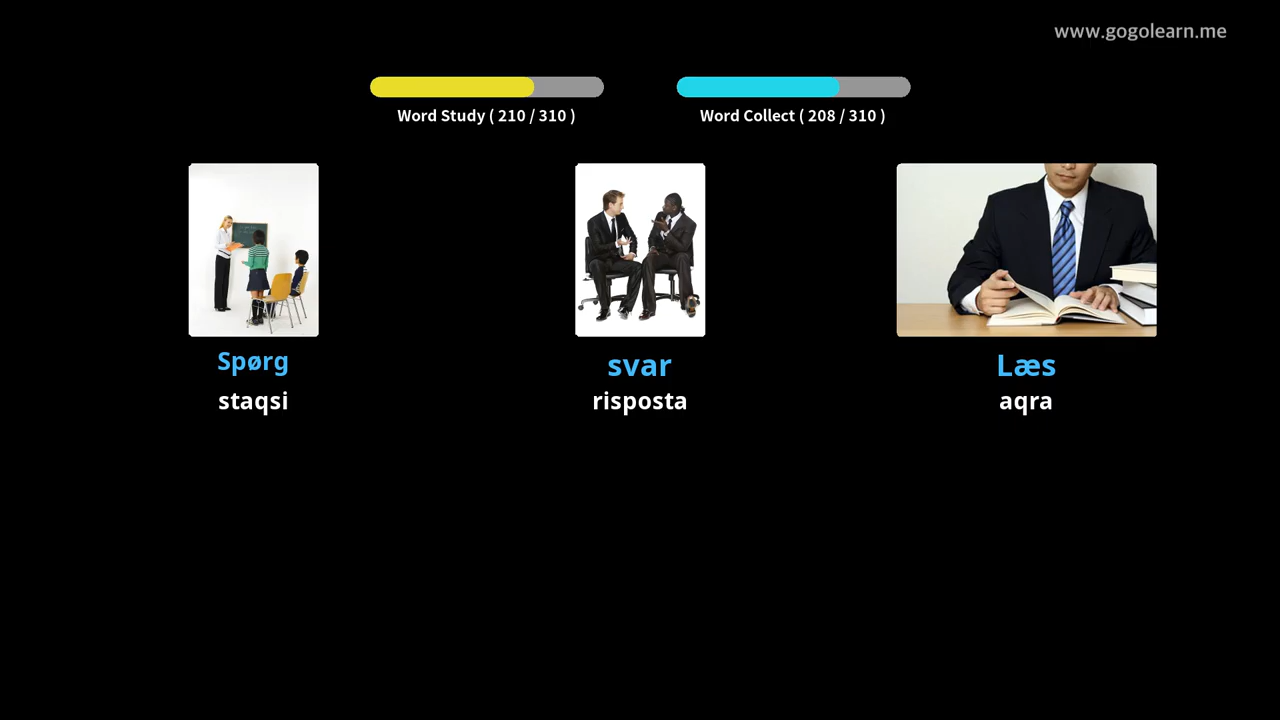 www.gogolearn.me
Word Study ( 210 / 310 )
Word Collect ( 208 / 310 )
Spørg
staqsi
svar
risposta
Læs
aqra